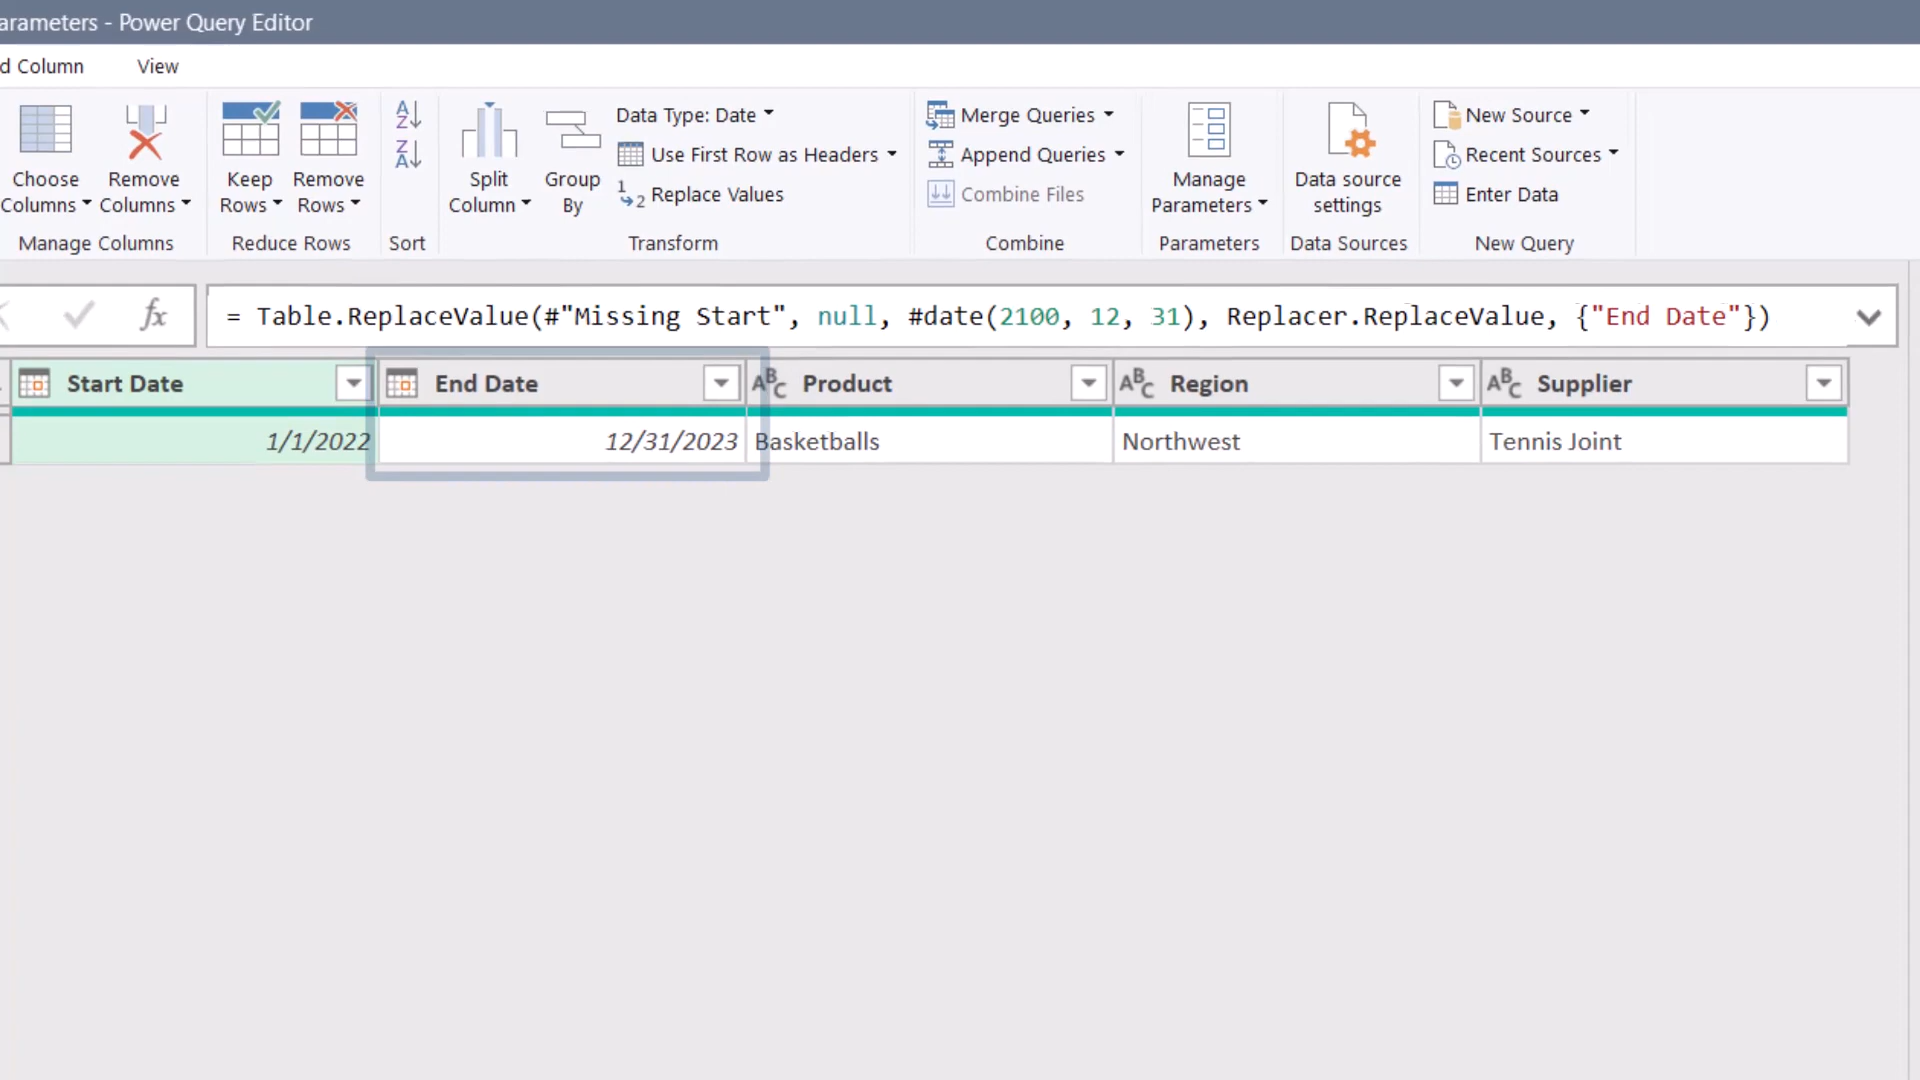 arameters - Power Query Editor
d Column View
Choose Columns
Remove Columns
Manage Columns
Keep Rows
Remove Rows
Reduce Rows
Sort
Split Column
Group By
Data Type: Date
Use First Row as Headers
Replace Values
Transform
Merge Queries
Append Queries
Combine Files
Combine
Manage Parameters
Parameters
Data source settings
Data Sources
New Source
Recent Sources
Enter Data
New Query
fx = Table.ReplaceValue(#"Missing Start", null, #date(2100, 12, 31), Replacer.ReplaceValue, {"End Date"})
Start Date End Date ABC Product ABC Region ABC Supplier
1/1/2022 12/31/2023 Basketballs Northwest Tennis Joint